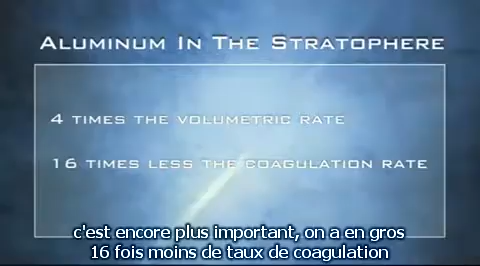 ALUMINUM IN THE STRATOPHERE
4 TIMES THE VOLUMETRIC RATE
16 TIMES LESS THE COAGULATION RATE
c'est encore plus important, on a en gros
16 fois moins de taux de coagulation